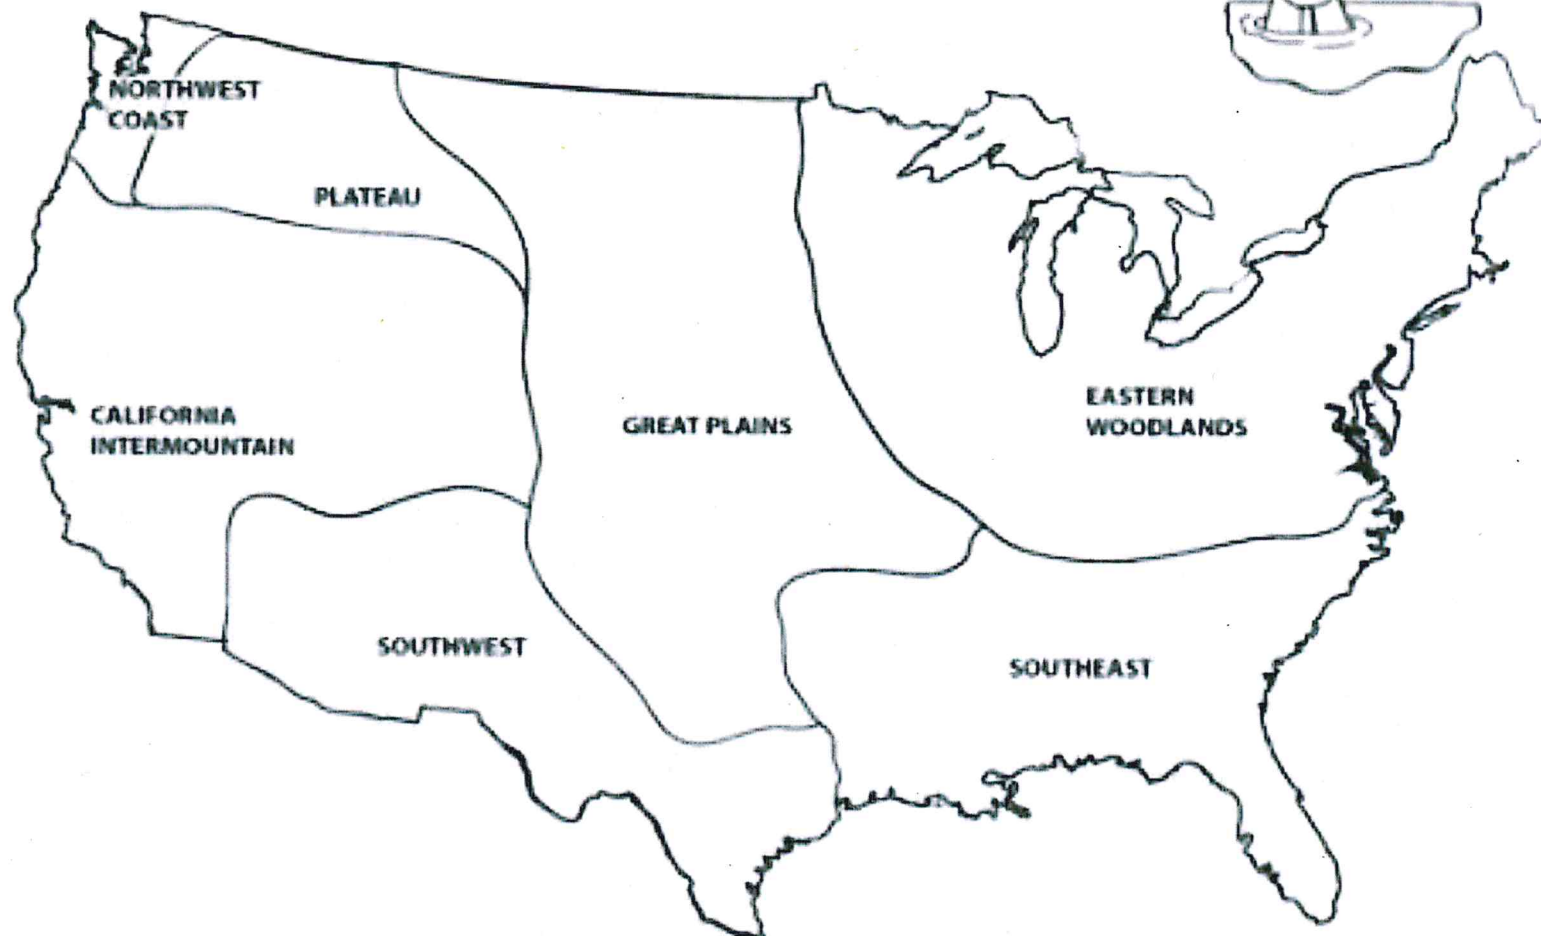 NORTHWEST
COAST
PLATEAU
CALIFORNIA
INTERMOUNTAIN
GREAT PLAINS
EASTERN
WOODLANDS
SOUTHWEST
SOUTHEAST